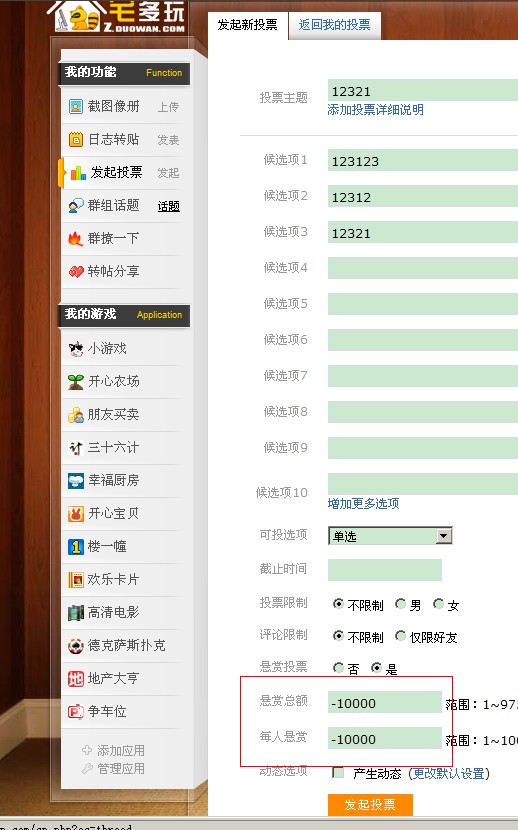 宅多玩
Z.DUOWAN.COM
发起新投票 返回我的投票
我的功能 Function
截图像册 上传
日志转贴 发表
发起投票 发起
群组话题 话题
群撩一下
转帖分享
我的游戏 Application
小游戏
开心农场
朋友买卖
三十六计
幸福厨房
开心宝贝
楼一幢
欢乐卡片
高清电影
德克萨斯扑克
地产大亨
争车位
添加应用
管理应用
投票主题 12321
添加投票详细说明
候选项1 123123
候选项2 12312
候选项3 12321
候选项4
候选项5
候选项6
候选项7
候选项8
候选项9
候选项10
增加更多选项
可投选项 单选
截止时间
投票限制 不限制 男 女
评论限制 不限制 仅限好友
悬赏投票 否 是
悬赏总额 -10000 范围：1~97
每人悬赏 -10000 范围：1~10
动态选项 产生动态 (更改默认设置)
发起投票